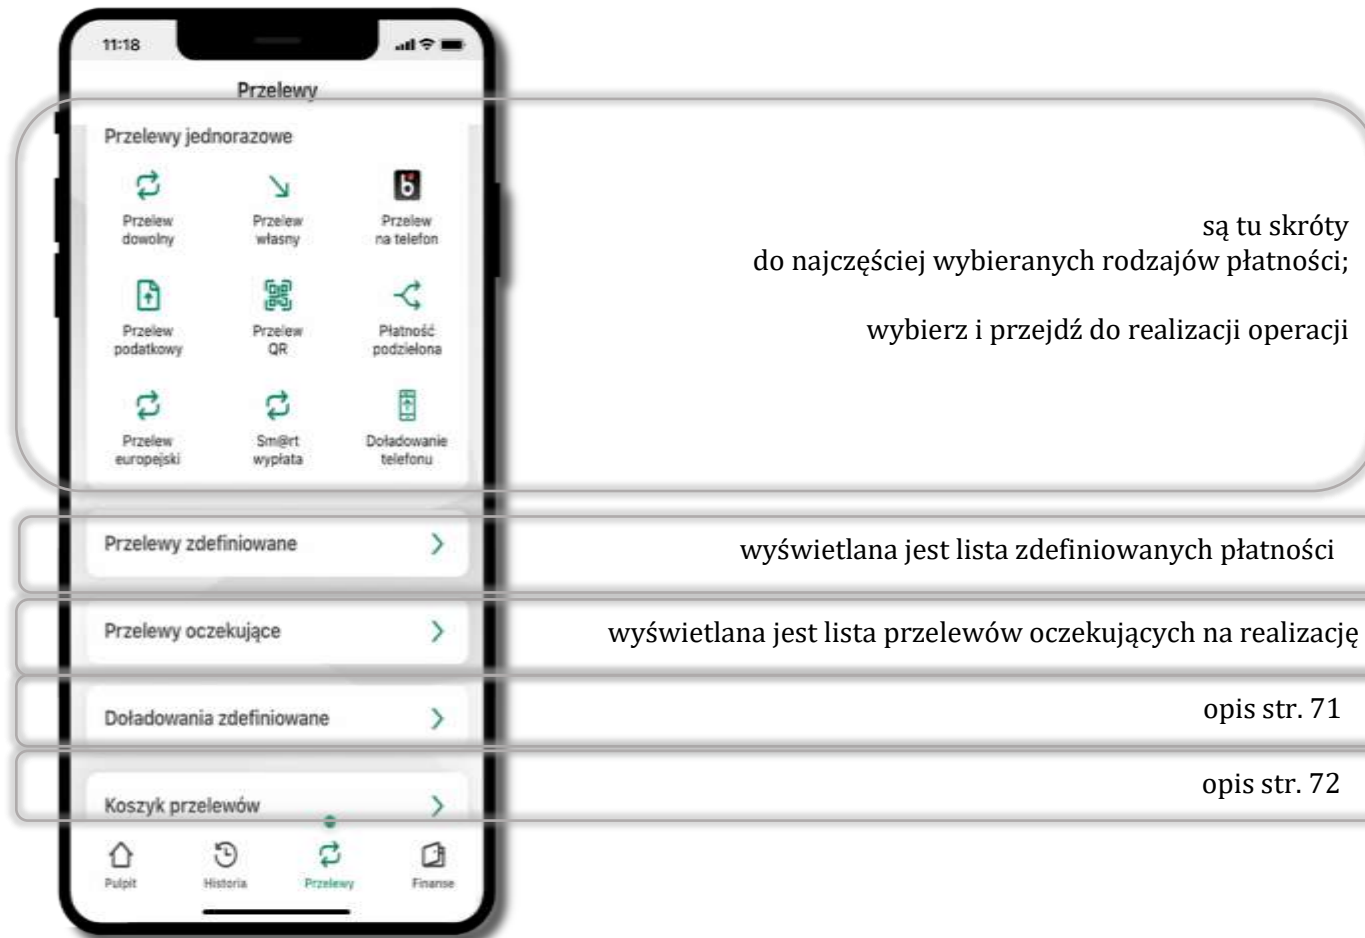 11:18
Przelewy
Przelewy jednorazowe
Przelew
dowolny
Przelew
własny
Przelew
na telefon
Przelew
podatkowy
Przelew
QR
Płatność
podzielona
Przelew
europejski
Sm@rt
wypłata
Doładowanie
telefonu
są tu skróty
do najczęściej wybieranych rodzajów płatności;
wybierz i przejdź do realizacji operacji
Przelewy zdefiniowane
wyświetlana jest lista zdefiniowanych płatności
Przelewy oczekujące
wyświetlana jest lista przelewów oczekujących na realizację
Doładowania zdefiniowane
opis str. 71
Koszyk przelewów
opis str. 72
Pulpit
Historia
Przelewy
Finanse